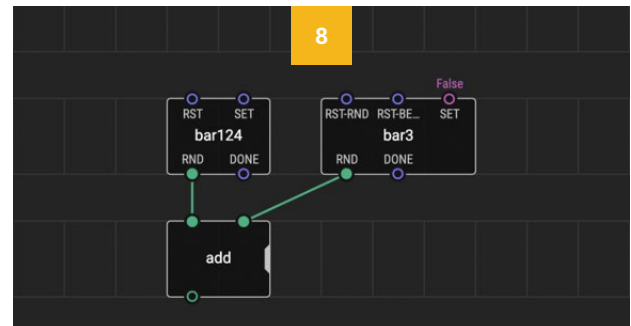 8
False
RST SET RST-RND RST-BE... SET
bar124 bar3
RND DONE RND DONE
add